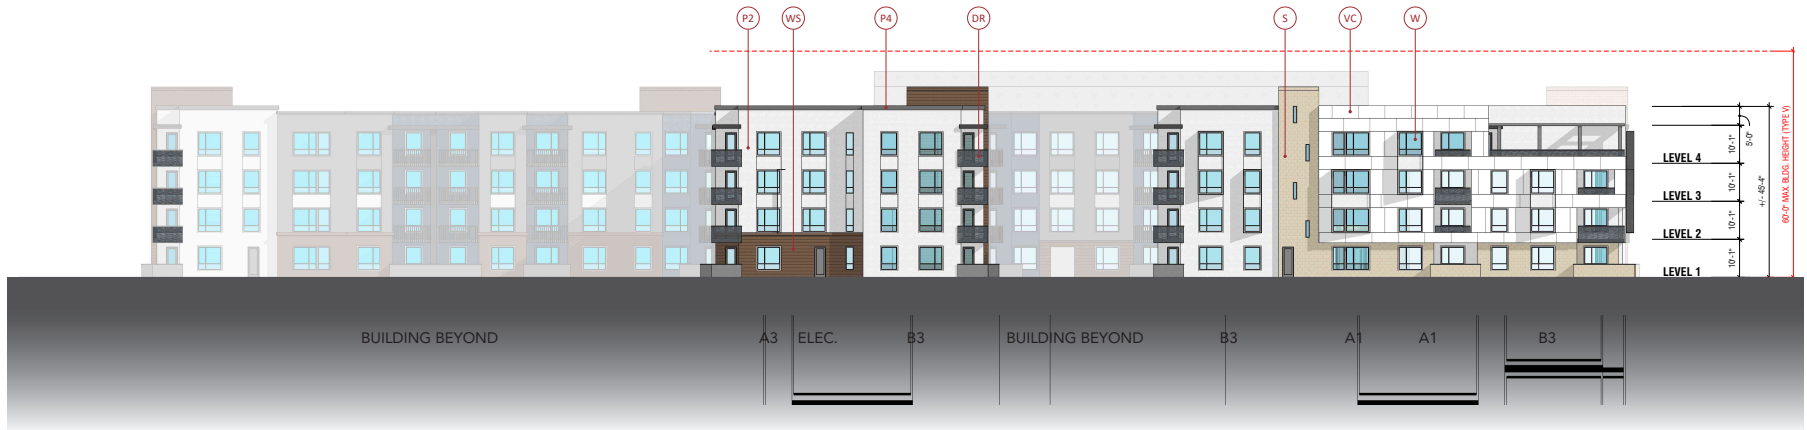 P2 WS P4 DR S VC W
LEVEL 4
LEVEL 3
LEVEL 2
LEVEL 1
10'-1"
10'-1"
10'-1"
10'-1"
5'-0"
+/- 45'-4"
60'-0" MAX. BLDG. HEIGHT (TYPE V)
BUILDING BEYOND A3 ELEC. B3 BUILDING BEYOND B3 A1 A1 B3